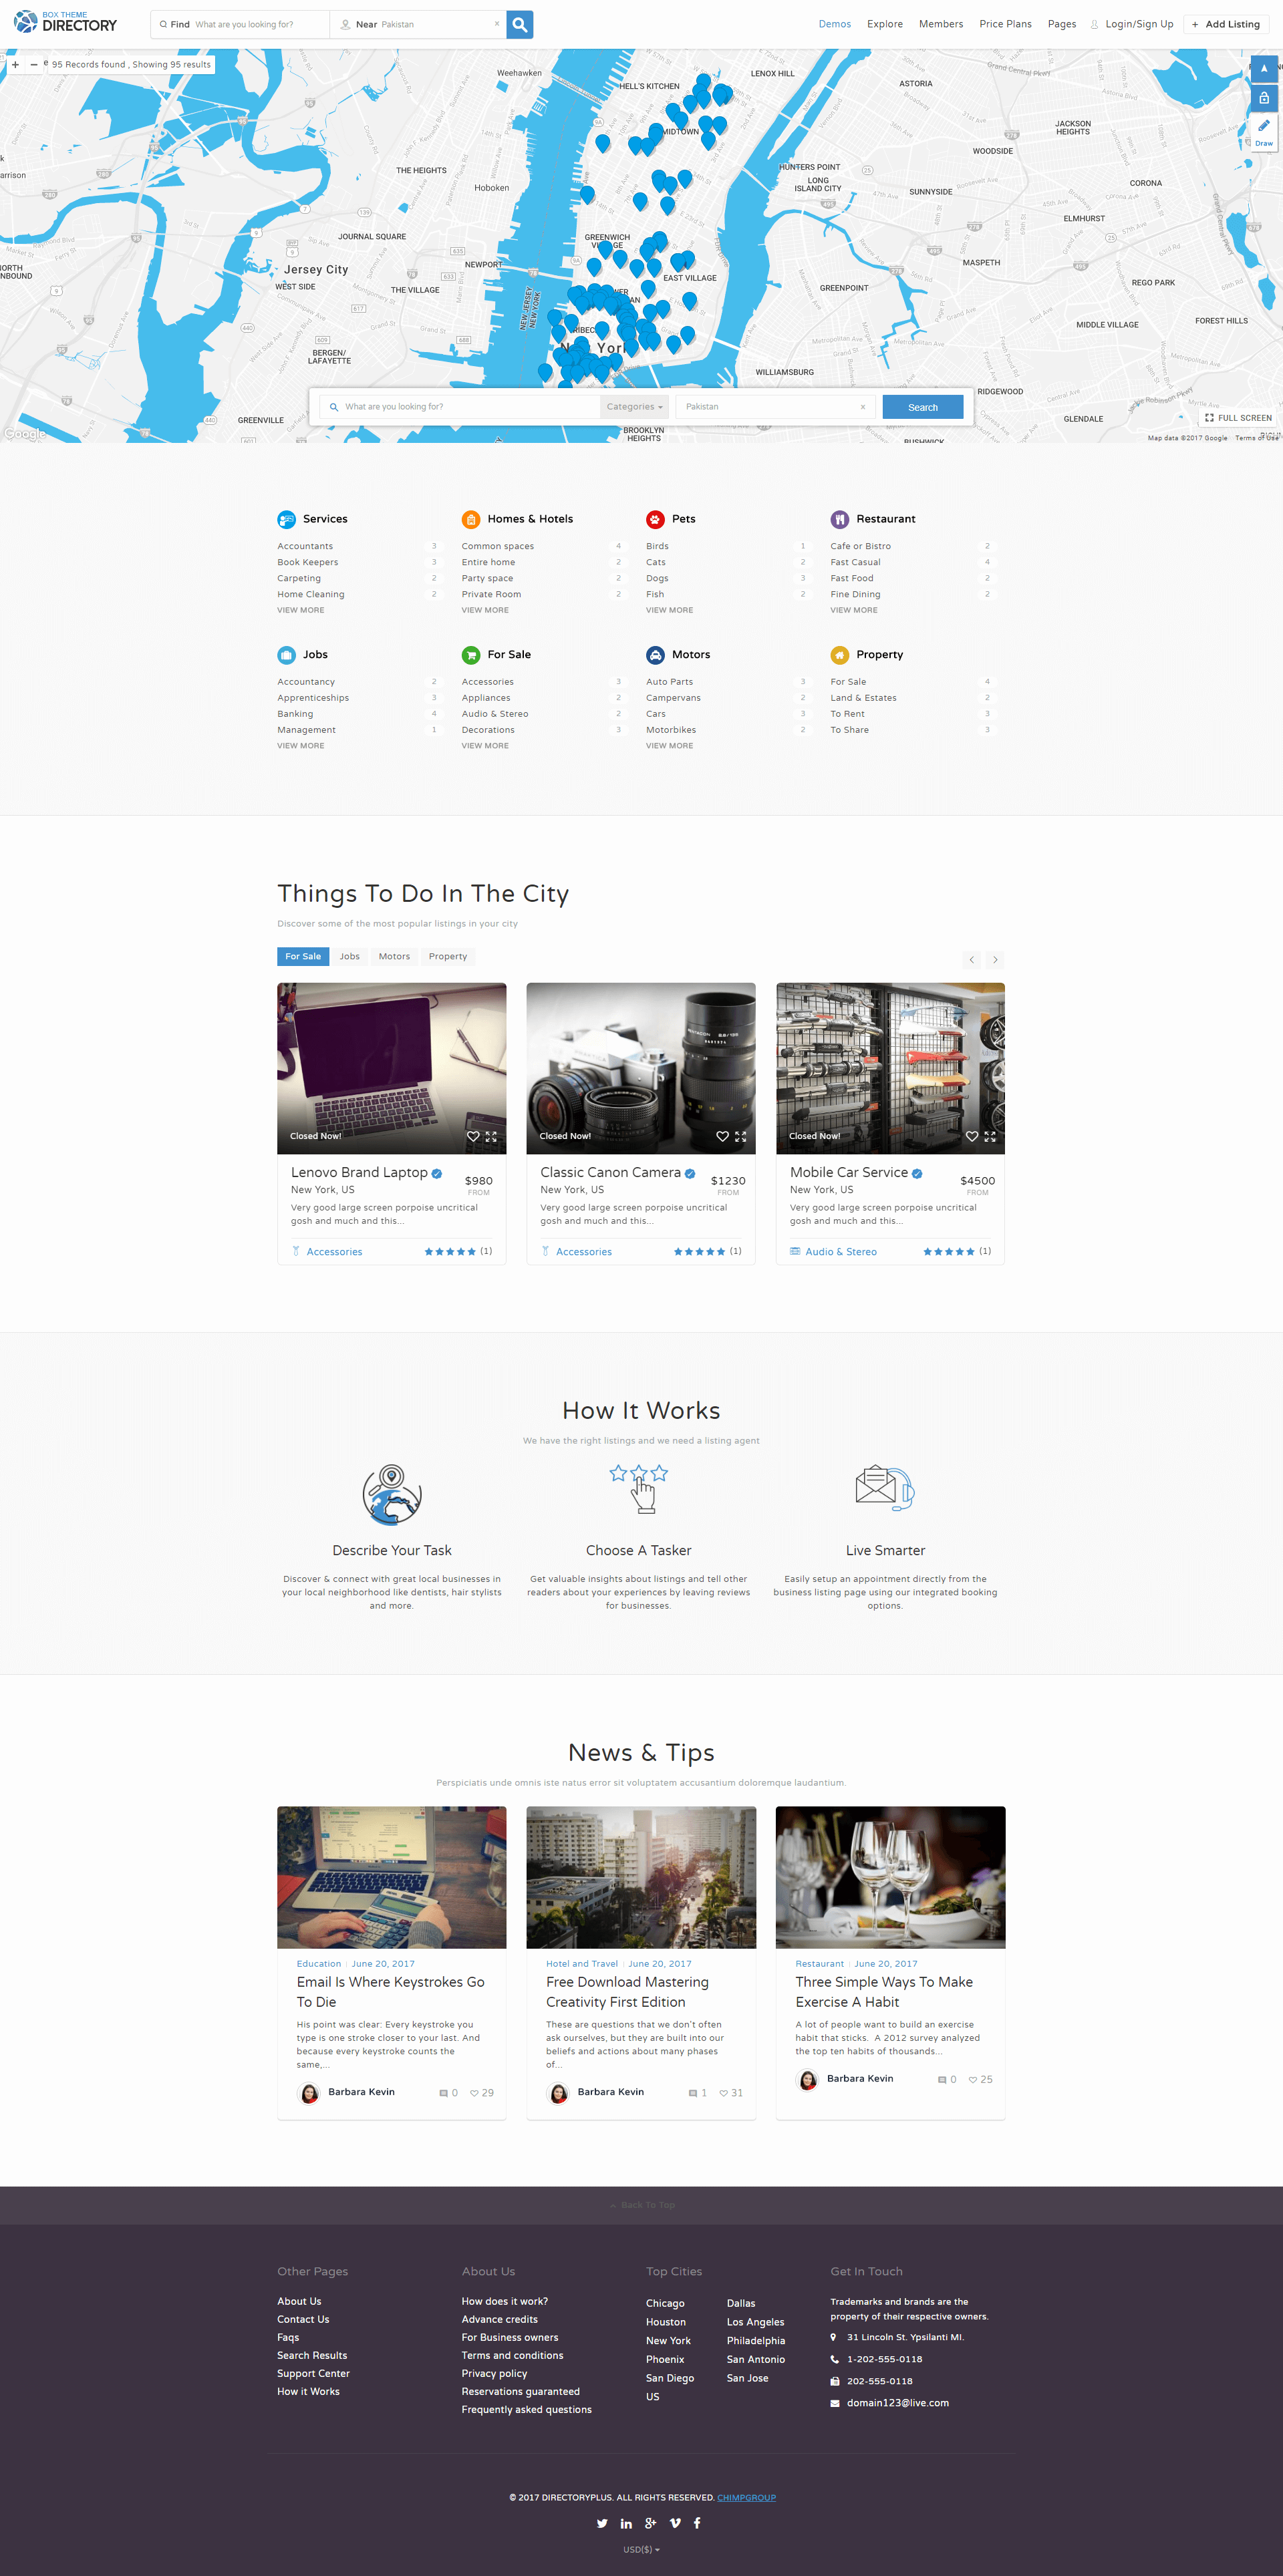 BOX THEME
DIRECTORY
Find What are you looking for?
Near Pakistan x
Demos Explore Members Price Plans Pages Login/Sign Up + Add Listing
+ − 95 Records found , Showing 95 results
Draw
Weehawken
HELL'S KITCHEN
LENOX HILL
ASTORIA
MIDTOWN
JACKSON
HEIGHTS
WOODSIDE
THE HEIGHTS
Hoboken
HUNTERS POINT
LONG
ISLAND CITY
SUNNYSIDE
CORONA
ELMHURST
JOURNAL SQUARE
GREENWICH
VILLAGE
NEWPORT
Jersey City
WEST SIDE
THE VILLAGE
EAST VILLAGE
MASPETH
GREENPOINT
REGO PARK
NEW JERSEY
NEW YORK
MIDDLE VILLAGE
FOREST HILLS
BERGEN/
LAFAYETTE
WILLIAMSBURG
RIDGEWOOD
GREENVILLE
GLENDALE
BROOKLYN
HEIGHTS
BUSHWICK
What are you looking for? Categories Pakistan x Search
FULL SCREEN
Google
Map data ©2017 Google Terms of Use
Services
Accountants 3
Book Keepers 3
Carpeting 2
Home Cleaning 2
VIEW MORE
Homes & Hotels
Common spaces 4
Entire home 2
Party space 2
Private Room 2
VIEW MORE
Pets
Birds 1
Cats 2
Dogs 3
Fish 2
VIEW MORE
Restaurant
Cafe or Bistro 2
Fast Casual 4
Fast Food 2
Fine Dining 2
VIEW MORE
Jobs
Accountancy 2
Apprenticeships 3
Banking 4
Management 1
VIEW MORE
For Sale
Accessories 3
Appliances 2
Audio & Stereo 2
Decorations 3
VIEW MORE
Motors
Auto Parts 3
Campervans 2
Cars 3
Motorbikes 2
VIEW MORE
Property
For Sale 4
Land & Estates 2
To Rent 3
To Share 3
Things To Do In The City
Discover some of the most popular listings in your city
For Sale Jobs Motors Property
Closed Now!
Lenovo Brand Laptop
$980
New York, US
FROM
Very good large screen porpoise uncritical
gosh and much and this...
Accessories (1)
Closed Now!
Classic Canon Camera
$1230
New York, US
FROM
Very good large screen porpoise uncritical
gosh and much and this...
Accessories (1)
Closed Now!
Mobile Car Service
$4500
New York, US
FROM
Very good large screen porpoise uncritical
gosh and much and this...
Audio & Stereo (1)
How It Works
We have the right listings and we need a listing agent
Describe Your Task
Discover & connect with great local businesses in
your local neighborhood like dentists, hair stylists
and more.
Choose A Tasker
Get valuable insights about listings and tell other
readers about your experiences by leaving reviews
for businesses.
Live Smarter
Easily setup an appointment directly from the
business listing page using our integrated booking
options.
News & Tips
Perspiciatis unde omnis iste natus error sit voluptatem accusantium doloremque laudantium.
Education | June 20, 2017
Email Is Where Keystrokes Go
To Die
His point was clear: Every keystroke you
type is one stroke closer to your last. And
because every keystroke counts the
same,...
Barbara Kevin 0 29
Hotel and Travel | June 20, 2017
Free Download Mastering
Creativity First Edition
These are questions that we don't often
ask ourselves, but they are built into our
beliefs and actions about many phases
of...
Barbara Kevin 1 31
Restaurant | June 20, 2017
Three Simple Ways To Make
Exercise A Habit
A lot of people want to build an exercise
habit that sticks. A 2012 survey analyzed
the top ten habits of thousands...
Barbara Kevin 0 25
Back To Top
Other Pages
About Us
Contact Us
Faqs
Search Results
Support Center
How it Works
About Us
How does it work?
Advance credits
For Business owners
Terms and conditions
Privacy policy
Reservations guaranteed
Frequently asked questions
Top Cities
Chicago Dallas
Houston Los Angeles
New York Philadelphia
Phoenix San Antonio
San Diego San Jose
US
Get In Touch
Trademarks and brands are the
property of their respective owners.
31 Lincoln St. Ypsilanti MI.
1-202-555-0118
202-555-0118
domain123@live.com
© 2017 DIRECTORYPLUS. ALL RIGHTS RESERVED. CHIMPGROUP
USD($)